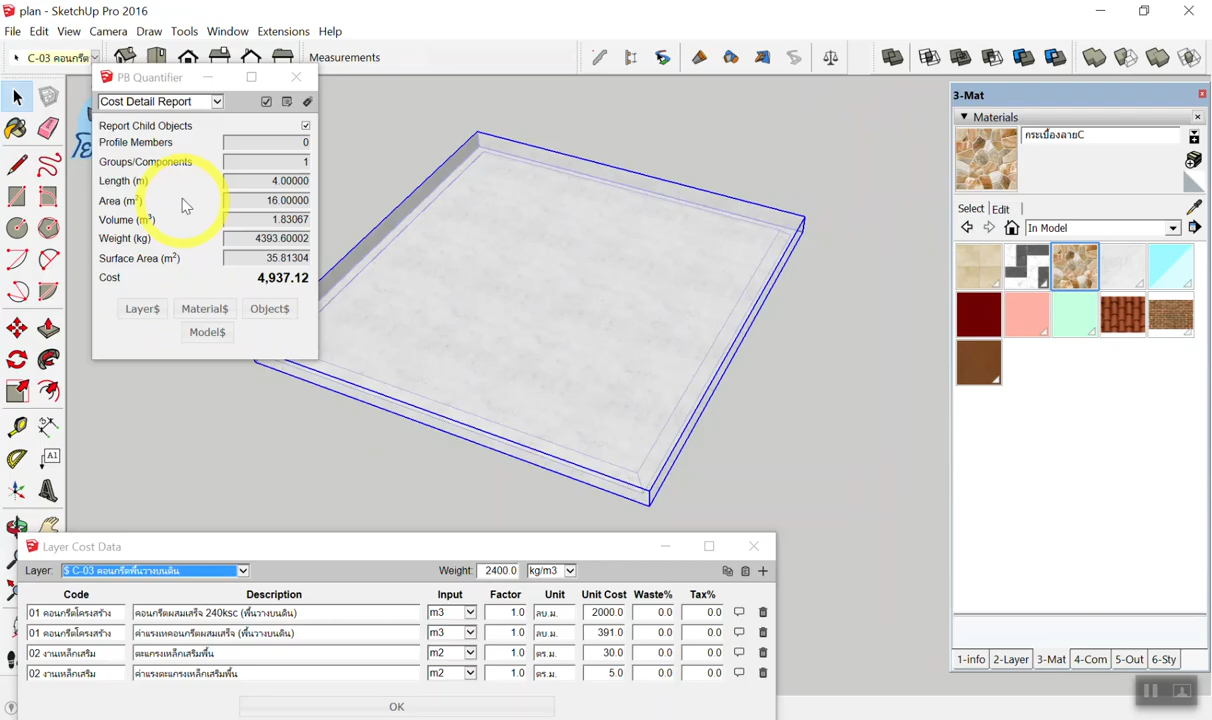 plan - SketchUp Pro 2016
File Edit View Camera Draw Tools Window Extensions Help
C-03 คอนกรีต
Measurements
PB Quantifier
Cost Detail Report
Report Child Objects
Profile Members 0
Groups/Components 1
Length (m) 4.00000
Area (m²) 16.00000
Volume (m³) 1.83067
Weight (kg) 4393.60002
Surface Area (m²) 35.81304
Cost 4,937.12
Layer$ Material$ Object$
Model$
3-Mat
Materials
กระเบื้องลายC
Select Edit
In Model
1-info 2-Layer 3-Mat 4-Com 5-Out 6-Sty
A1
Layer Cost Data
Layer: $ C-03 คอนกรีตพื้นวางบนดิน Weight: 2400.0 kg/m3
Code Description Input Factor Unit Unit Cost Waste% Tax%
01 คอนกรีตโครงสร้าง คอนกรีตผสมเสร็จ 240ksc (พื้นวางบนดิน) m3 1.0 ลบ.ม. 2000.0 0.0 0.0
01 คอนกรีตโครงสร้าง ค่าแรงเทคอนกรีตผสมเสร็จ (พื้นวางบนดิน) m3 1.0 ลบ.ม. 391.0 0.0 0.0
02 งานเหล็กเสริม ตะแกรงเหล็กเสริมพื้น m2 1.0 ตร.ม. 30.0 0.0 0.0
02 งานเหล็กเสริม ค่าแรงตะแกรงเหล็กเสริมพื้น m2 1.0 ตร.ม. 5.0 0.0 0.0
OK